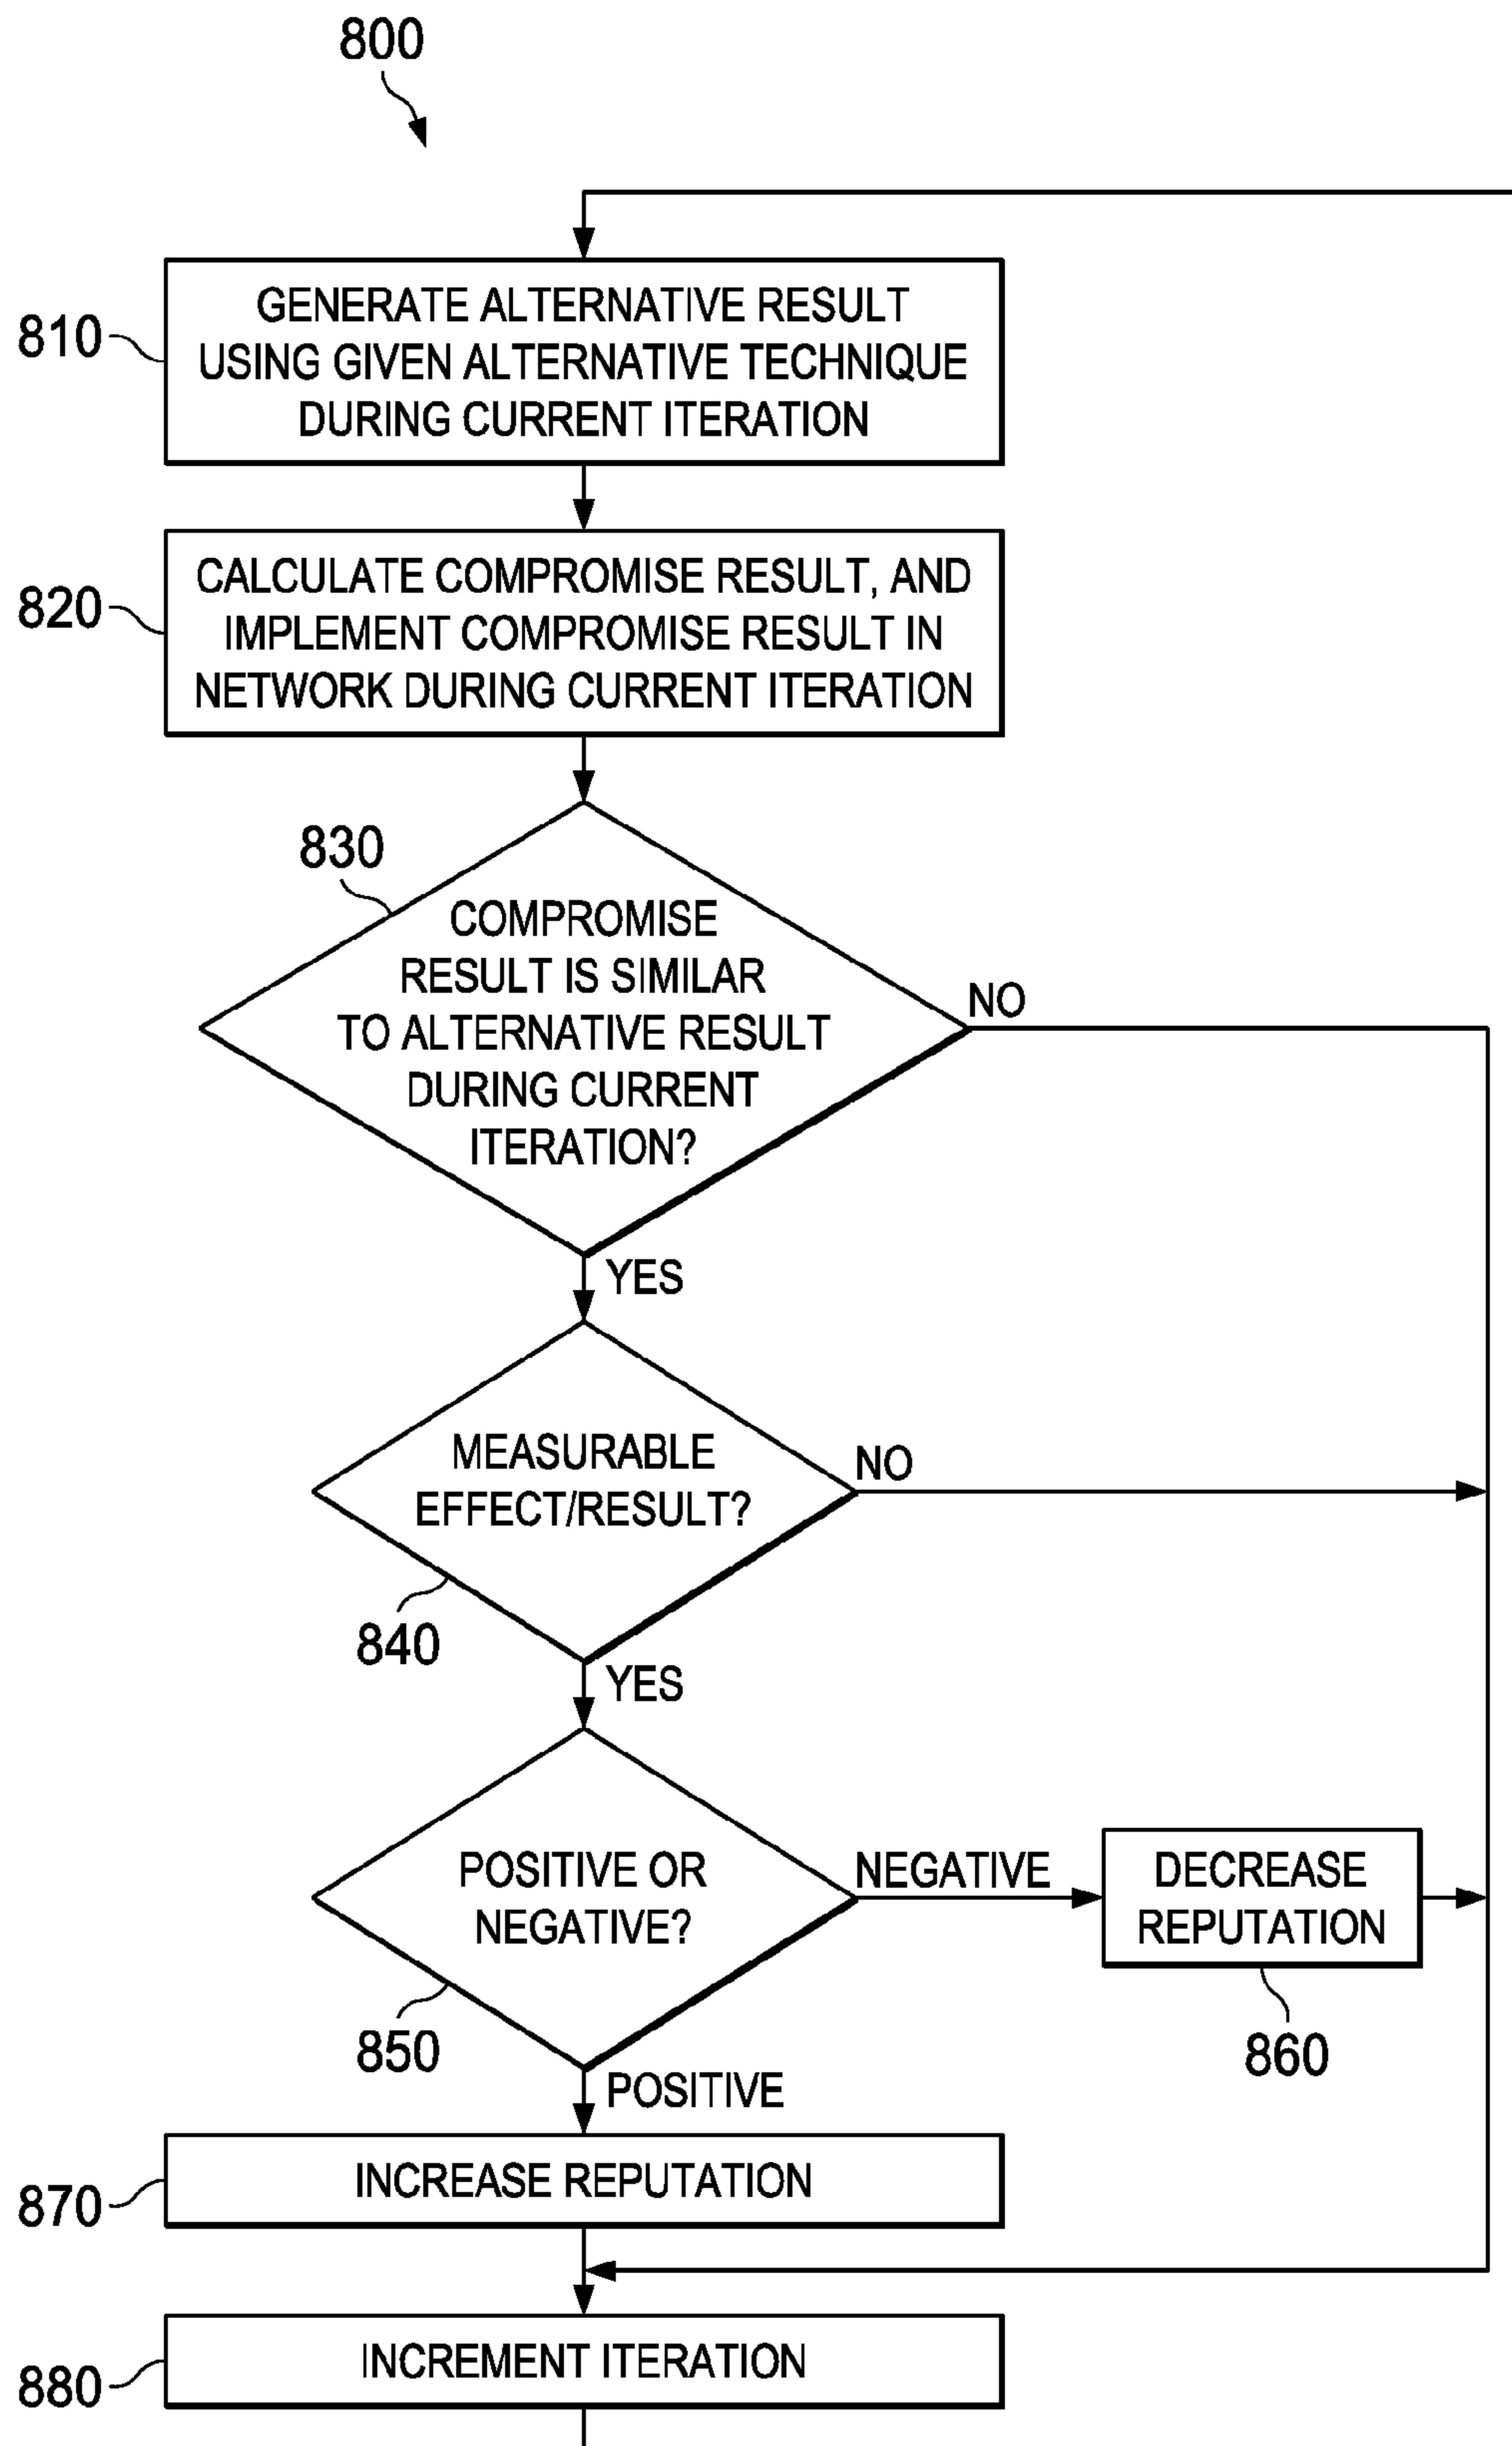 800
810
GENERATE ALTERNATIVE RESULT
USING GIVEN ALTERNATIVE TECHNIQUE
DURING CURRENT ITERATION
820
CALCULATE COMPROMISE RESULT, AND
IMPLEMENT COMPROMISE RESULT IN
NETWORK DURING CURRENT ITERATION
830
COMPROMISE
RESULT IS SIMILAR
TO ALTERNATIVE RESULT
DURING CURRENT
ITERATION?
NO
YES
MEASURABLE
EFFECT/RESULT?
NO
840
YES
POSITIVE OR
NEGATIVE?
NEGATIVE
DECREASE
REPUTATION
850
860
POSITIVE
870
INCREASE REPUTATION
880
INCREMENT ITERATION